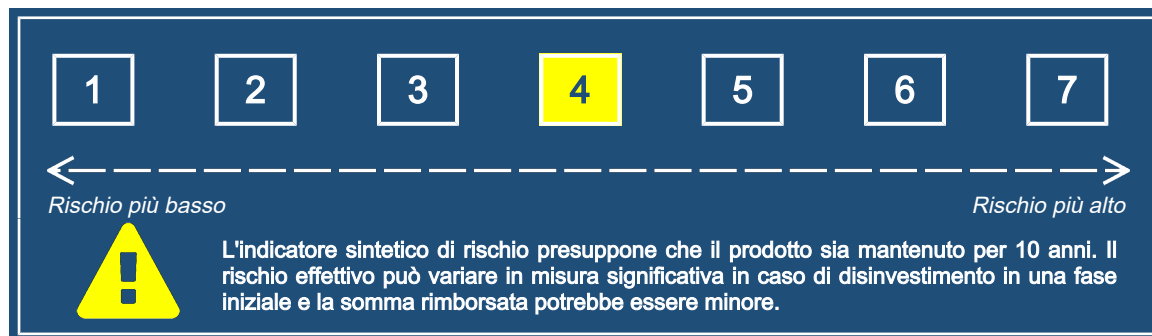 1 2 3 4 5 6 7
Rischio più basso Rischio più alto
L'indicatore sintetico di rischio presuppone che il prodotto sia mantenuto per 10 anni. Il
rischio effettivo può variare in misura significativa in caso di disinvestimento in una fase
iniziale e la somma rimborsata potrebbe essere minore.